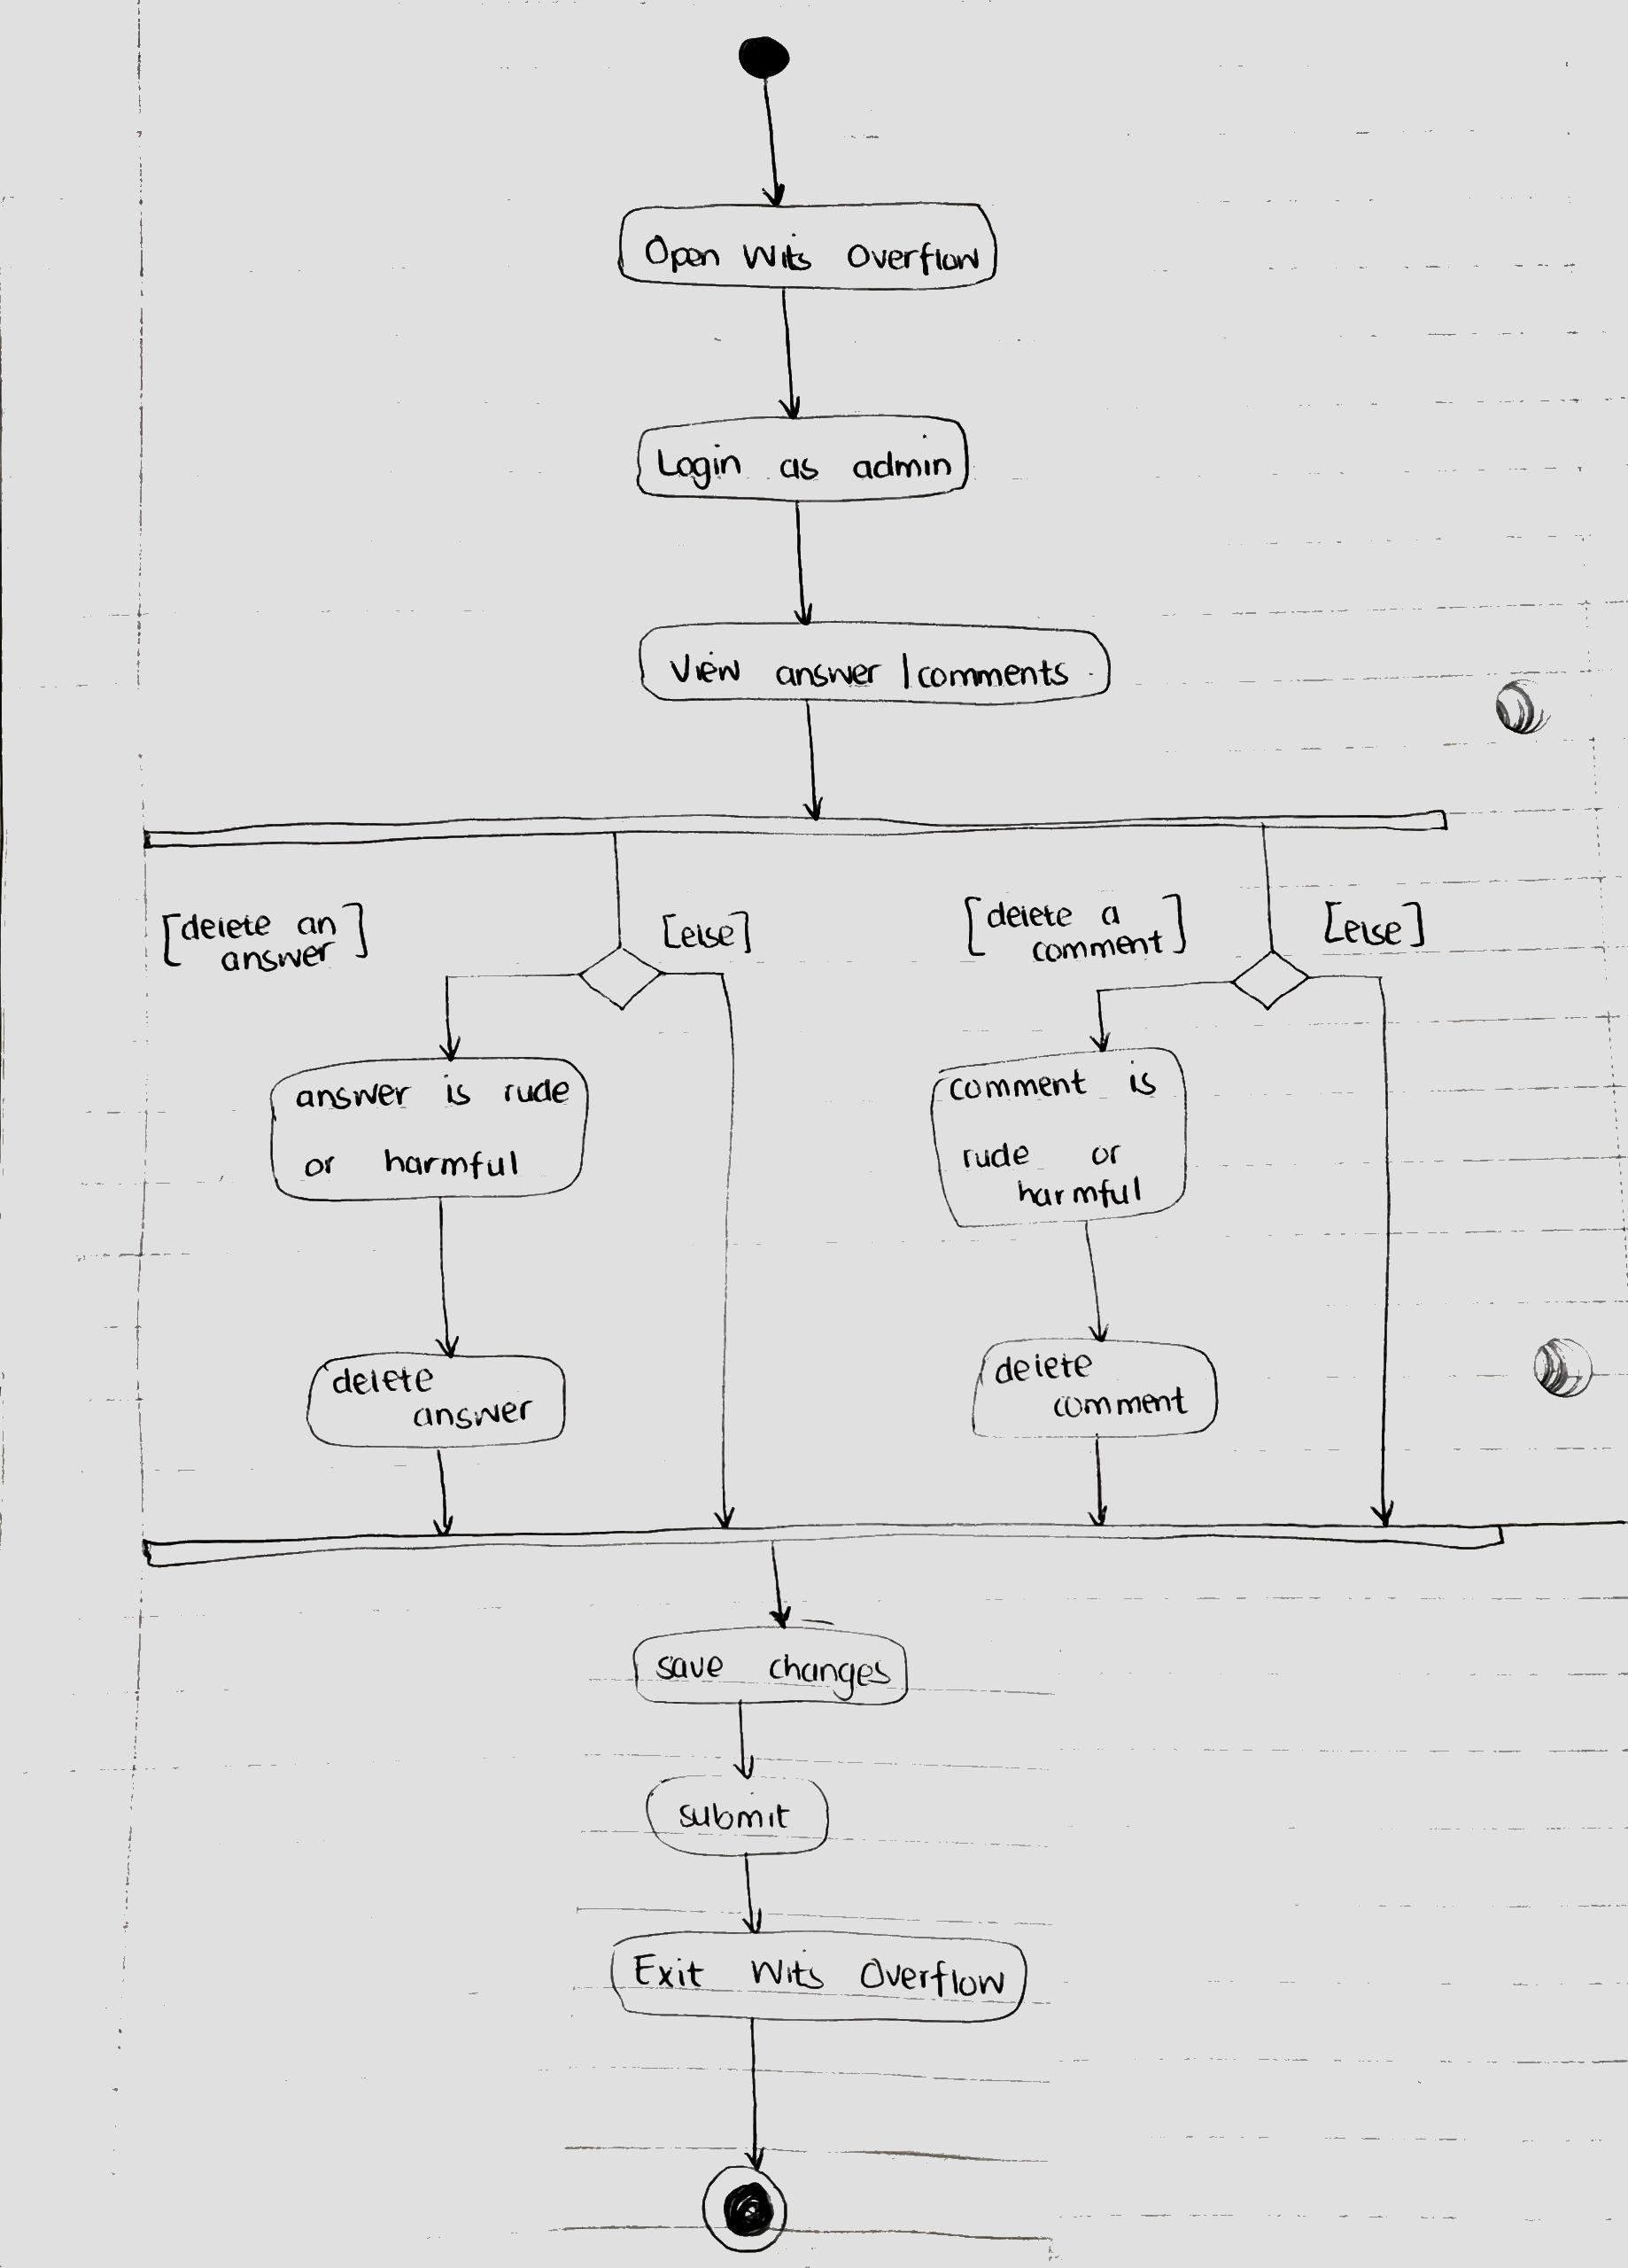 Open Wits Overflow
Login as admin
View answer | comments
[delete an
answer]
[else]
[delete a
comment]
[else]
answer is rude
or harmful
comment is
rude or
harmful
delete
answer
delete
comment
save changes
submit
Exit Wits Overflow